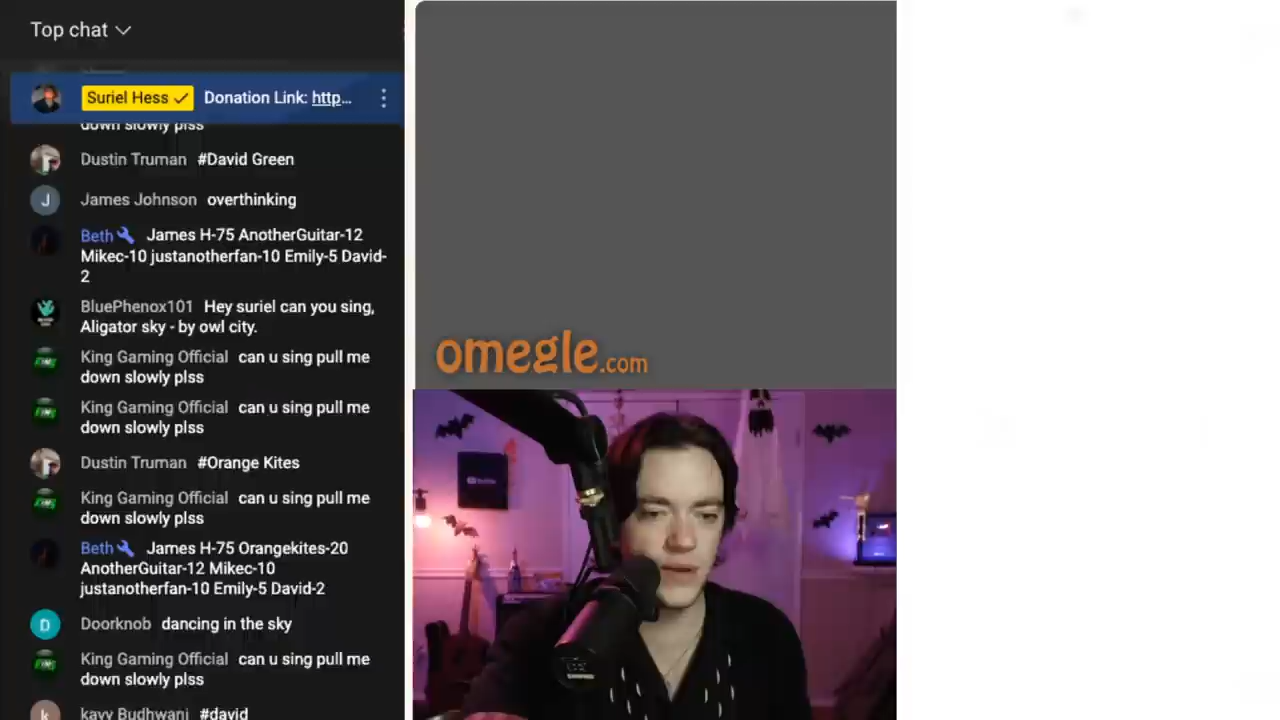 Top chat
Suriel Hess Donation Link: http...
down slowly plss
Dustin Truman #David Green
James Johnson overthinking
J
Beth James H-75 AnotherGuitar-12
Mikec-10 justanotherfan-10 Emily-5 David-
2
BluePhenox101 Hey suriel can you sing,
Aligator sky - by owl city.
King Gaming Official can u sing pull me
down slowly plss
King Gaming Official can u sing pull me
down slowly plss
Dustin Truman #Orange Kites
King Gaming Official can u sing pull me
down slowly plss
Beth James H-75 Orangekites-20
AnotherGuitar-12 Mikec-10
justanotherfan-10 Emily-5 David-2
D
Doorknob dancing in the sky
King Gaming Official can u sing pull me
down slowly plss
k
kavy Budhwani #david
omegle.com
YouTube